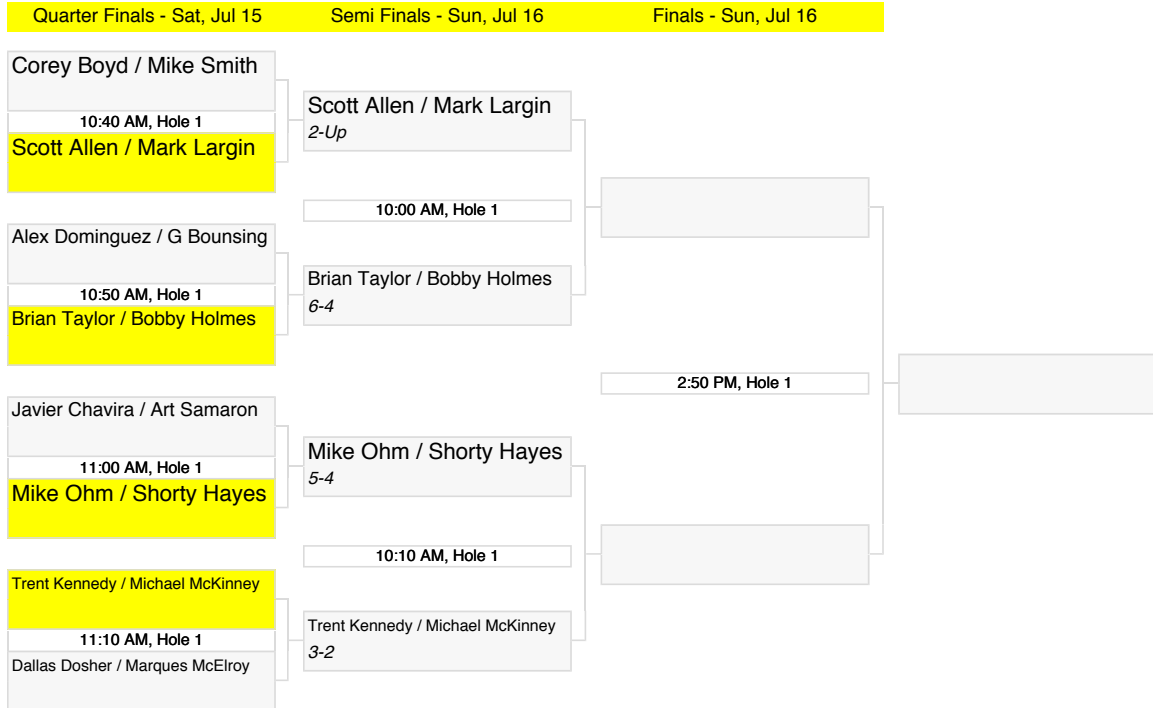 Quarter Finals - Sat, Jul 15
Semi Finals - Sun, Jul 16
Finals - Sun, Jul 16
Corey Boyd / Mike Smith
10:40 AM, Hole 1
Scott Allen / Mark Largin
Alex Dominguez / G Bounsing
10:50 AM, Hole 1
Brian Taylor / Bobby Holmes
Javier Chavira / Art Samaron
11:00 AM, Hole 1
Mike Ohm / Shorty Hayes
Trent Kennedy / Michael McKinney
11:10 AM, Hole 1
Dallas Dosher / Marques McElroy
Scott Allen / Mark Largin
2-Up
10:00 AM, Hole 1
Brian Taylor / Bobby Holmes
6-4
Mike Ohm / Shorty Hayes
5-4
10:10 AM, Hole 1
Trent Kennedy / Michael McKinney
3-2
2:50 PM, Hole 1